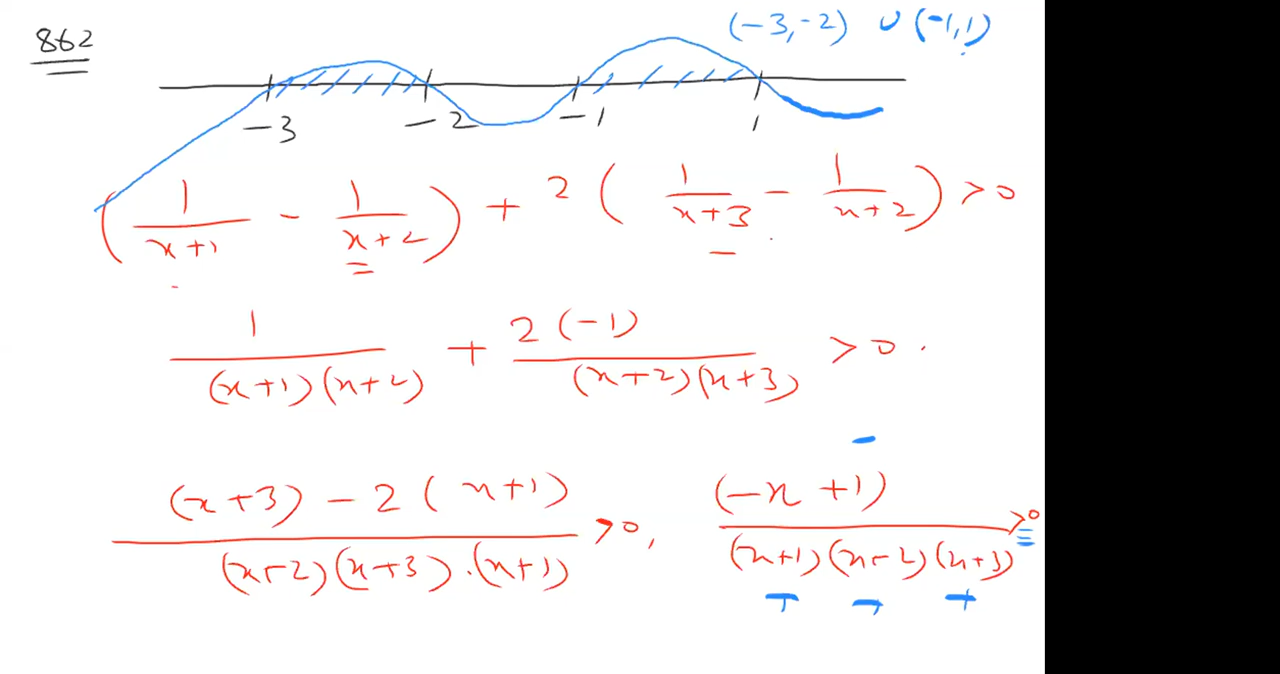 862
(-3,-2) ∪ (-1,1)
-3 -2 -1 1
(1/(x+1) - 1/(x+2)) + 2(1/(x+3) - 1/(x+2)) >0
1/((x+1)(x+2)) + 2(-1)/((x+2)(x+3)) >0.
((x+3)-2(x+1))/((x+2)(x+3).(x+1)) >0, (-x+1)/((x+1)(x+2)(x+3)) >0